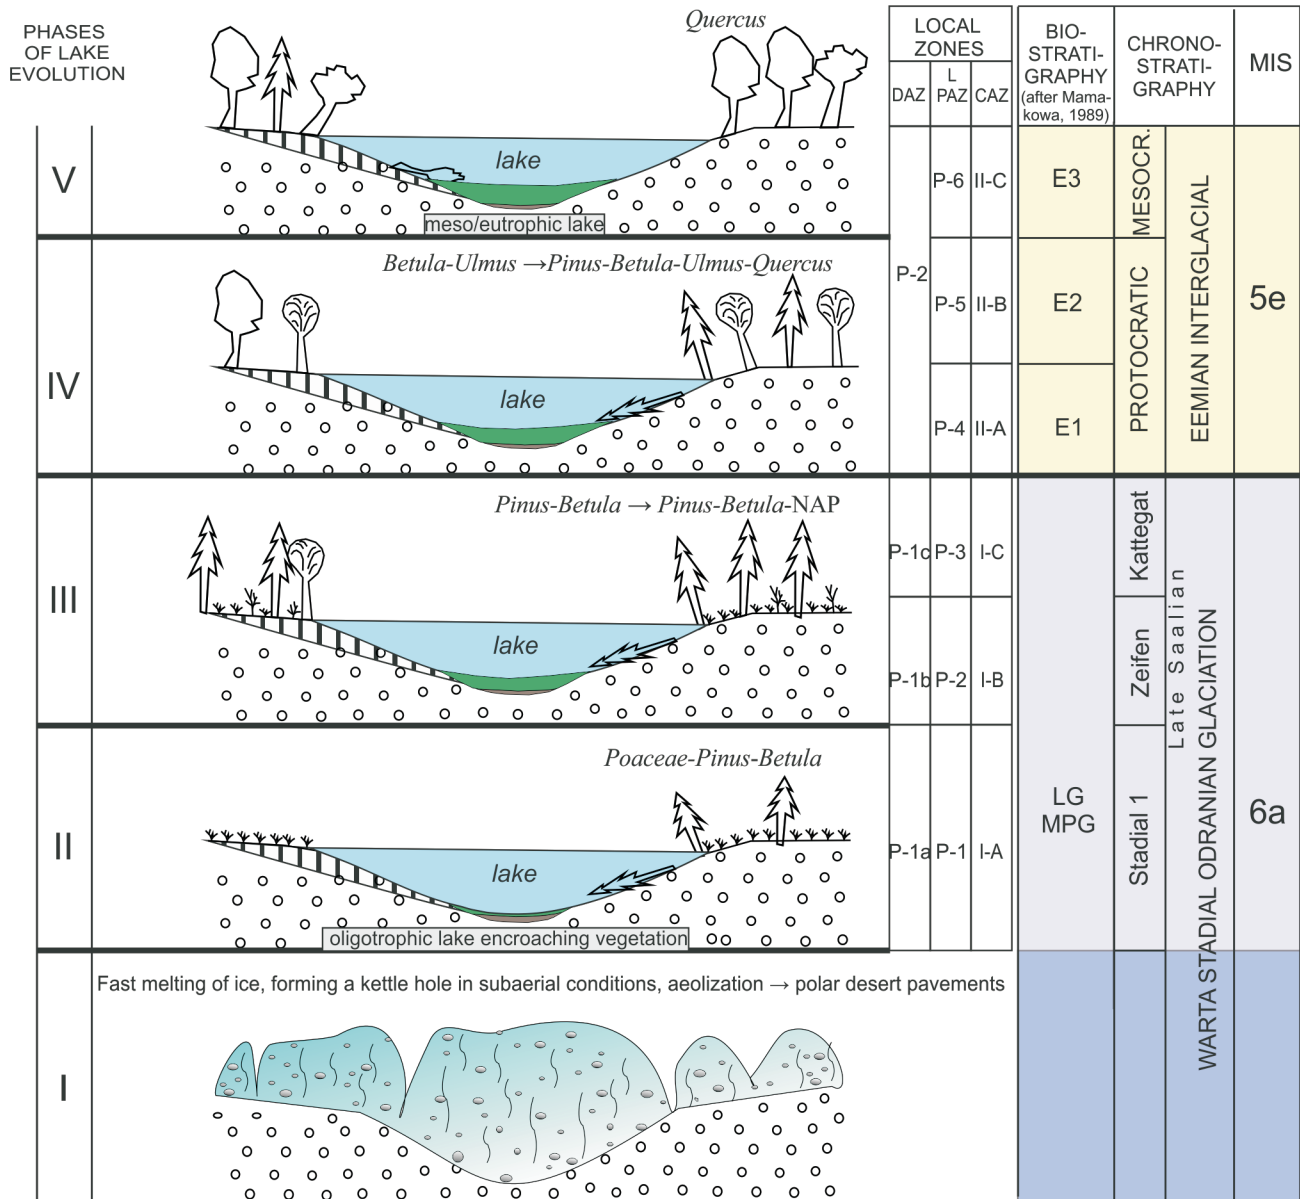 PHASES
OF LAKE
EVOLUTION
Quercus
LOCAL
ZONES
DAZ
L
PAZ
CAZ
BIO-
STRATI-
GRAPHY
(after Mama-
kowa, 1989)
CHRONO-
STRATI-
GRAPHY
MIS
V
lake
meso/eutrophic lake
P-6
II-C
E3
MESOCR.
P-2
IV
Betula-Ulmus →Pinus-Betula-Ulmus-Quercus
lake
P-5
II-B
E2
PROTOCRATIC
EEMIAN INTERGLACIAL
5e
P-4
II-A
E1
III
Pinus-Betula → Pinus-Betula-NAP
lake
P-1c
P-3
I-C
Kattegat
P-1b
P-2
I-B
Zeifen
Late Saalian
WARTA STADIAL ODRANIAN GLACIATION
II
Poaceae-Pinus-Betula
lake
oligotrophic lake encroaching vegetation
P-1a
P-1
I-A
LG
MPG
Stadial 1
6a
I
Fast melting of ice, forming a kettle hole in subaerial conditions, aeolization → polar desert pavements